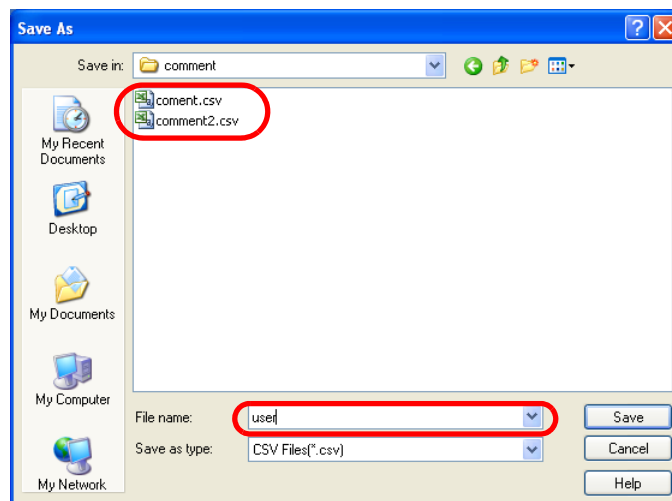 Save As
Save in:
comment
coment.csv
comment2.csv
My Recent
Documents
Desktop
My Documents
My Computer
My Network
File name:
user
Save
Save as type:
CSV Files(*.csv)
Cancel
Help